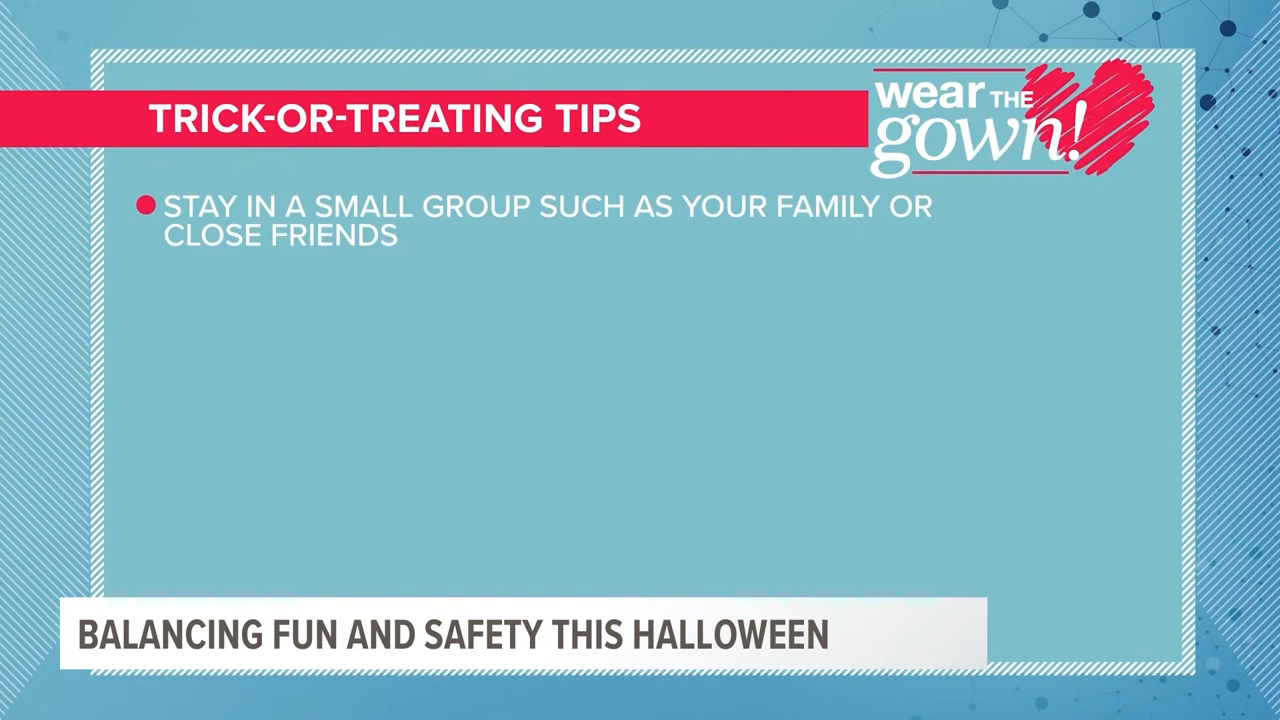 TRICK-OR-TREATING TIPS
wear THE
gown!
STAY IN A SMALL GROUP SUCH AS YOUR FAMILY OR
CLOSE FRIENDS
BALANCING FUN AND SAFETY THIS HALLOWEEN